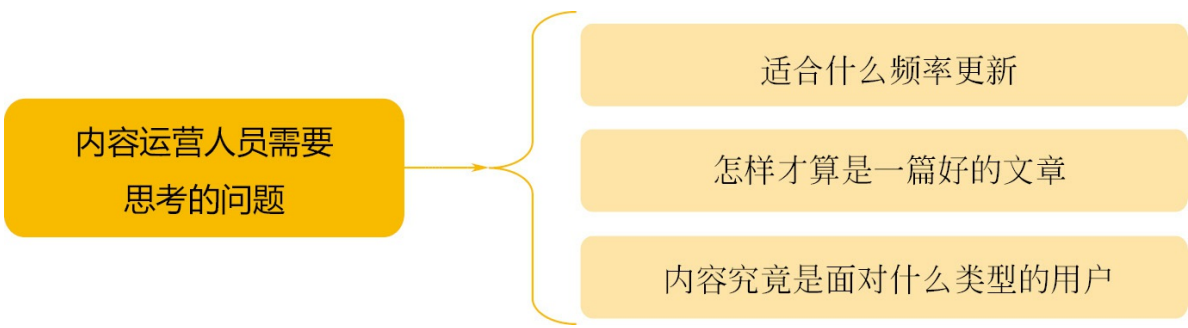 内容运营人员需要
思考的问题
适合什么频率更新
怎样才算是一篇好的文章
内容究竟是面对什么类型的用户